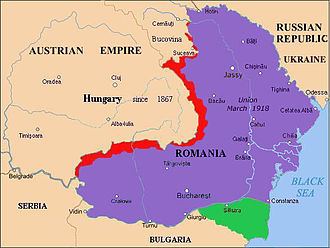 Hotin
Cernăuți
Bucovina
Suceava
RUSSIAN
REPUBLIC
UKRAINE
AUSTRIAN EMPIRE
Bălți
Oradea
Cluj
Jassy
Chișinău
Tighina
Odessa
Hungary since 1867
Bacău
Union
March 1918
Cetatea Albă
Alba-Iulia
Cahul
Timișoara
Galați
Chilia
ROMANIA
Brăila
Târgoviște
Belgrade
BLACK
SEA
Bucharest
SERBIA
Vidin
Craiova
Silistra
Constanza
Giurgiu
Turnu
BULGARIA